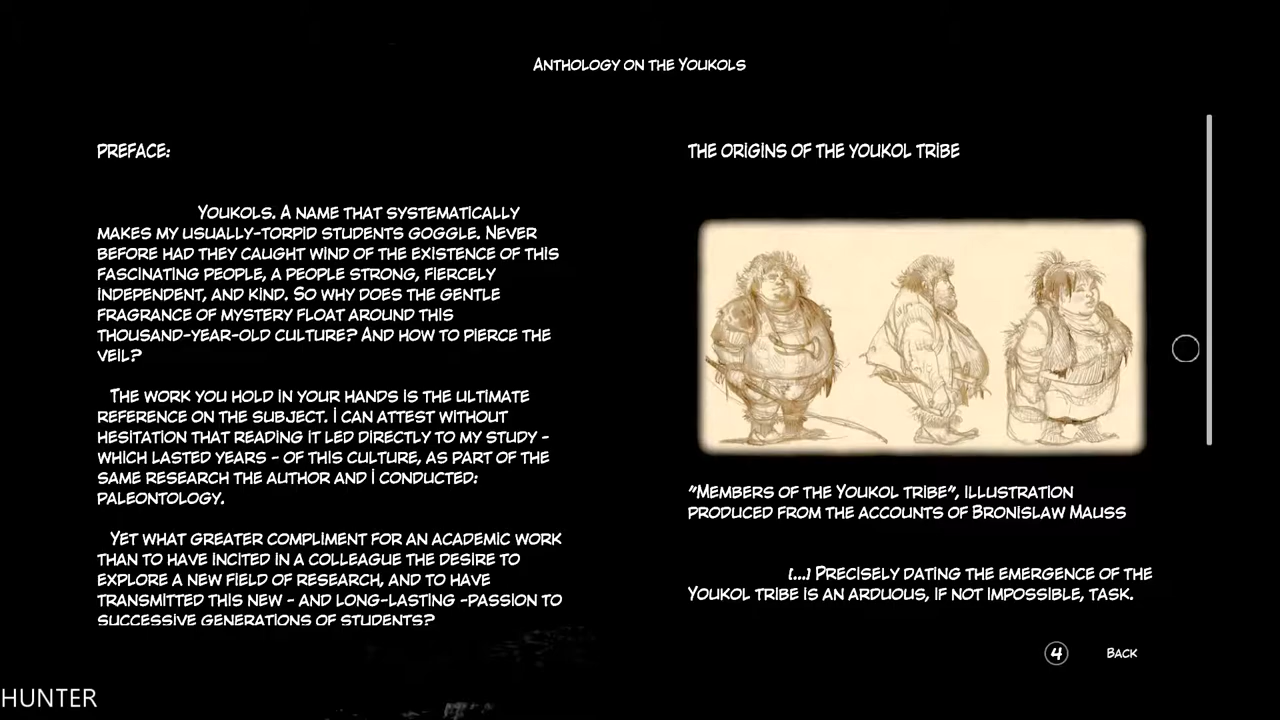 Anthology on the Youkols
PREFACE:
Youkols. A name that systematically
makes my usually-torpid students goggle. Never
before had they caught wind of the existence of this
fascinating people, a people strong, fiercely
independent, and kind. So why does the gentle
fragrance of mystery float around this
thousand-year-old culture? And how to pierce the
veil?
The work you hold in your hands is the ultimate
reference on the subject. I can attest without
hesitation that reading it led directly to my study -
which lasted years - of this culture, as part of the
same research the author and I conducted:
paleontology.
Yet what greater compliment for an academic work
than to have incited in a colleague the desire to
explore a new field of research, and to have
transmitted this new - and long-lasting -passion to
successive generations of students?
THE ORIGINS OF THE YOUKOL TRIBE
"Members of the Youkol tribe", illustration
produced from the accounts of Bronislaw Mauss
[...] Precisely dating the emergence of the
Youkol tribe is an arduous, if not impossible, task.
4 Back
HUNTER